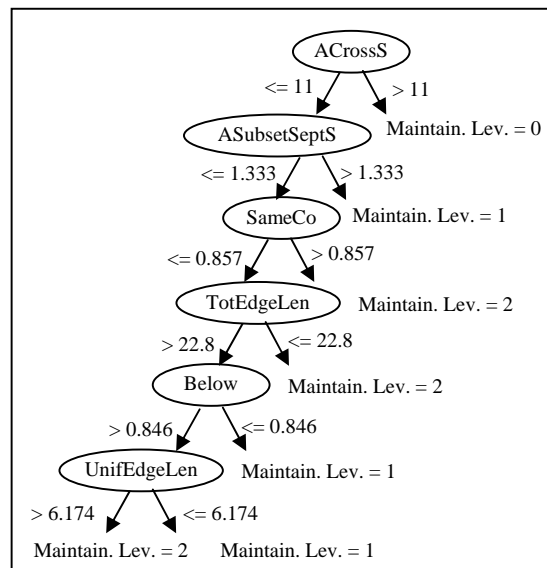 ACrossS
<= 11
> 11
ASubsetSeptS
Maintain. Lev. = 0
<= 1.333
> 1.333
SameCo
Maintain. Lev. = 1
<= 0.857
> 0.857
TotEdgeLen
Maintain. Lev. = 2
> 22.8
<= 22.8
Below
Maintain. Lev. = 2
> 0.846
<= 0.846
UnifEdgeLen
Maintain. Lev. = 1
> 6.174
<= 6.174
Maintain. Lev. = 2
Maintain. Lev. = 1